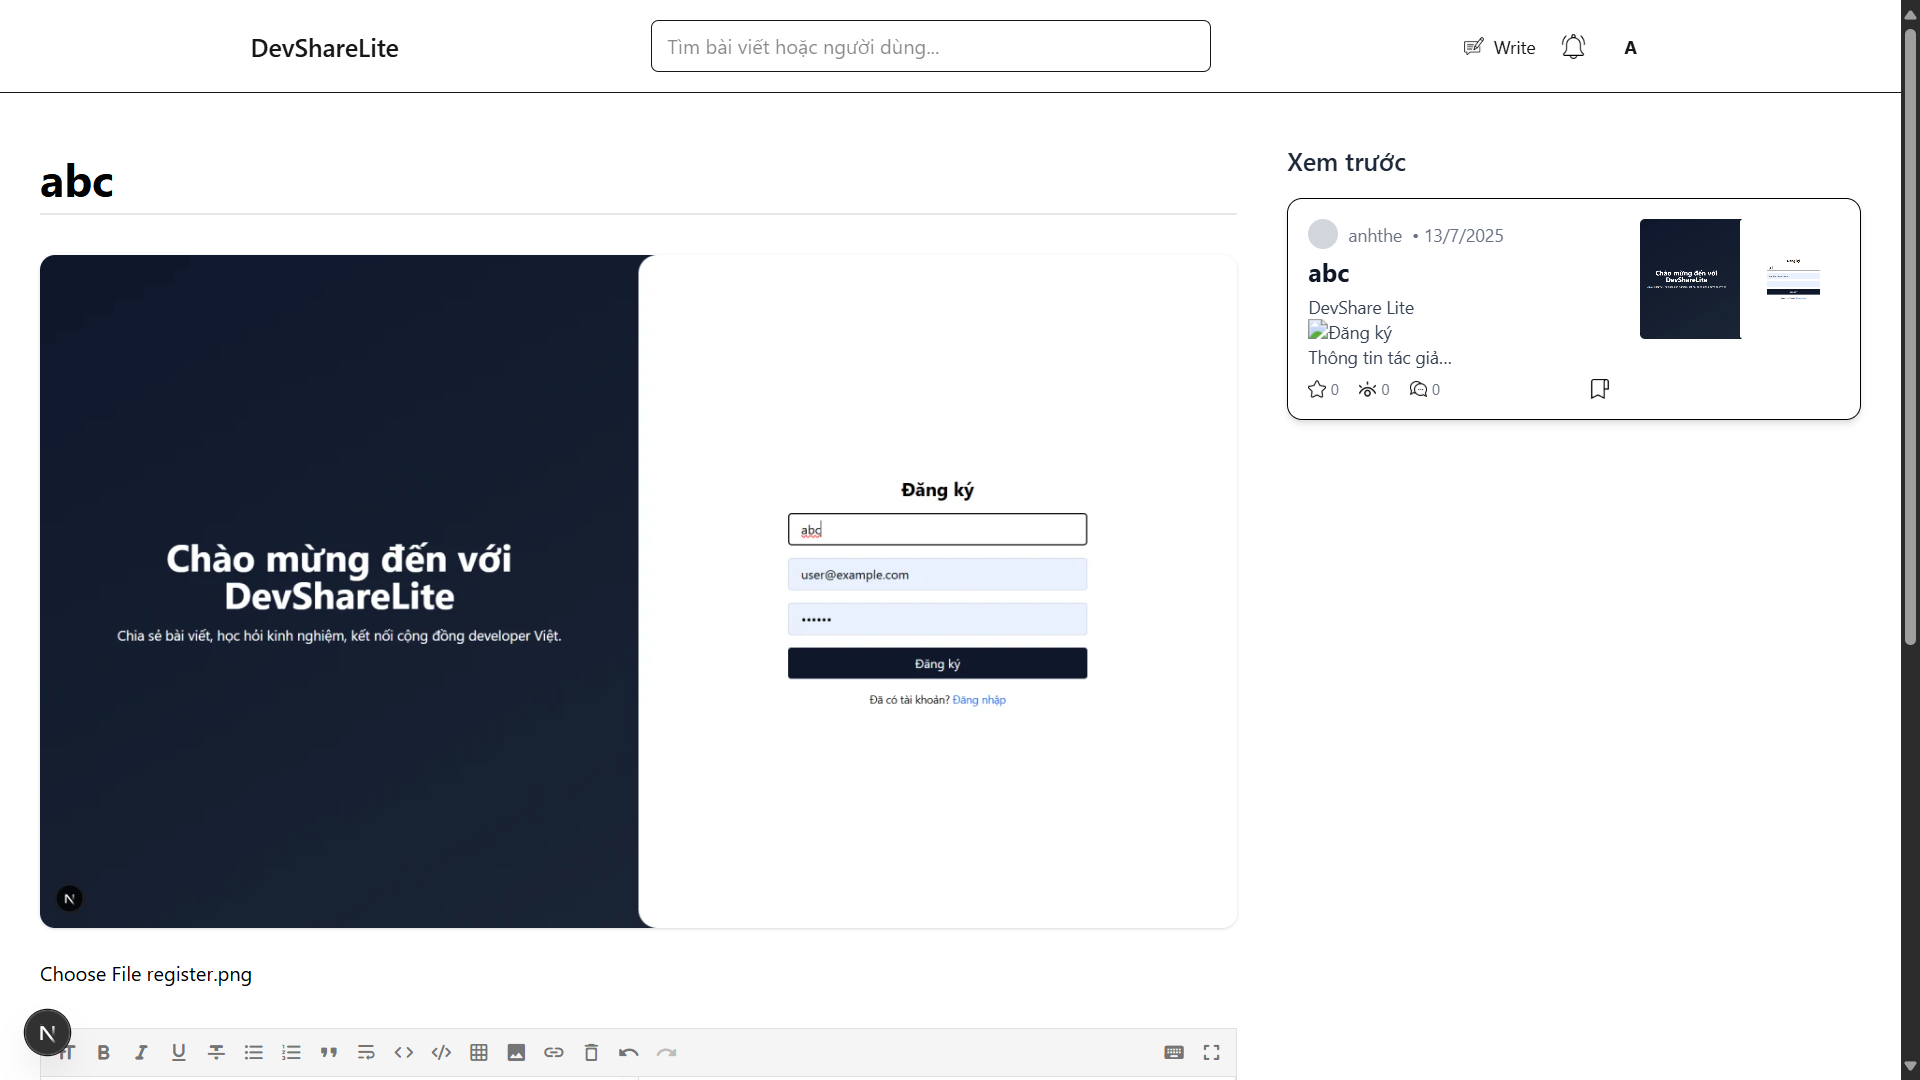 DevShareLite
Tìm bài viết hoặc người dùng...
Write
A
abc
Chào mừng đến với
DevShareLite
Chia sẻ bài viết, học hỏi kinh nghiệm, kết nối cộng đồng developer Việt.
N
Đăng ký
abc
user@example.com
••••••
Đăng ký
Đã có tài khoản? Đăng nhập
Choose File register.png
N
Xem trước
anhthe • 13/7/2025
abc
DevShare Lite
Đăng ký
Thông tin tác giả...
0 0 0
Chào mừng đến với
DevShareLite